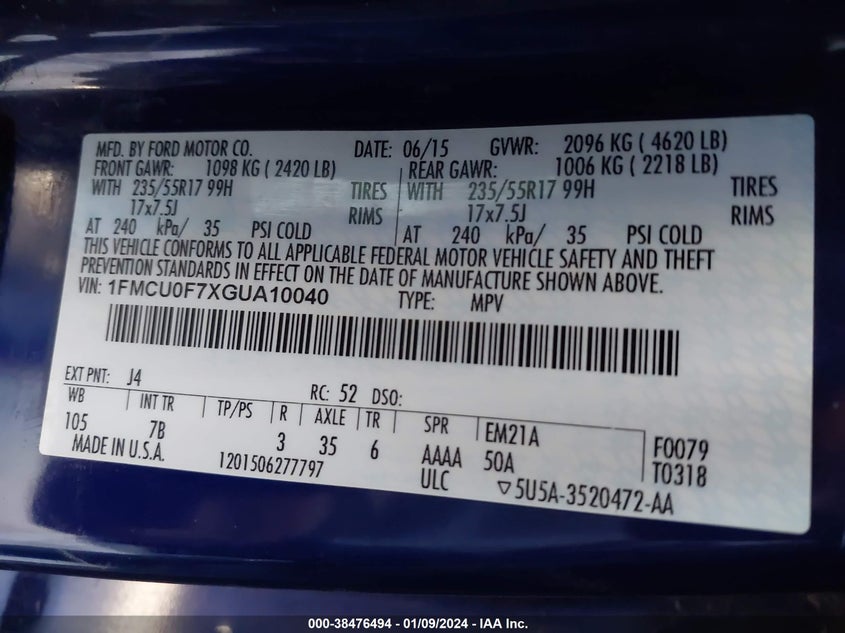 MFD. BY FORD MOTOR CO. DATE: 06/15 GVWR: 2096 KG ( 4620 LB)
FRONT GAWR: 1098 KG ( 2420 LB) REAR GAWR: 1006 KG ( 2218 LB)
WITH 235/55R17 99H TIRES WITH 235/55R17 99H TIRES
17x7.5J RIMS 17x7.5J RIMS
AT 240 kPa/ 35 PSI COLD AT 240 kPa/ 35 PSI COLD
THIS VEHICLE CONFORMS TO ALL APPLICABLE FEDERAL MOTOR VEHICLE SAFETY AND THEFT
PREVENTION STANDARDS IN EFFECT ON THE DATE OF MANUFACTURE SHOWN ABOVE.
VIN: 1FMCU0F7XGUA10040 TYPE: MPV
EXT PNT: J4 RC: 52 DSO:
WB INT TR TP/PS R AXLE TR SPR EM21A F0079
105 7B 3 35 6 AAAA 50A T0318
MADE IN U.S.A. 1201506277797 ULC ▽5U5A-3520472-AA
000-38476494 - 01/09/2024 - IAA Inc.